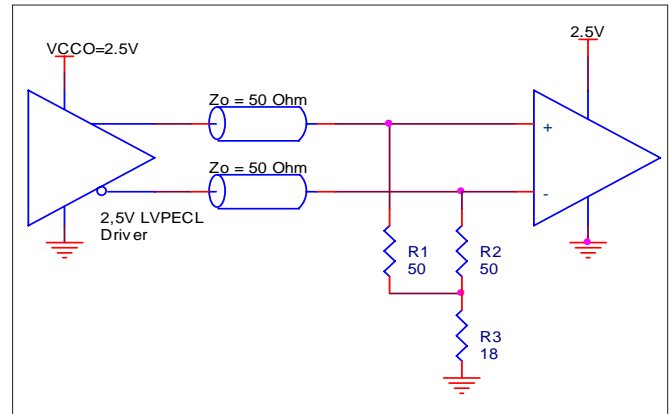 VCCO=2.5V
2.5V
Zo = 50 Ohm
+
Zo = 50 Ohm
-
2,5V LVPECL
Driver
R1
50
R2
50
R3
18